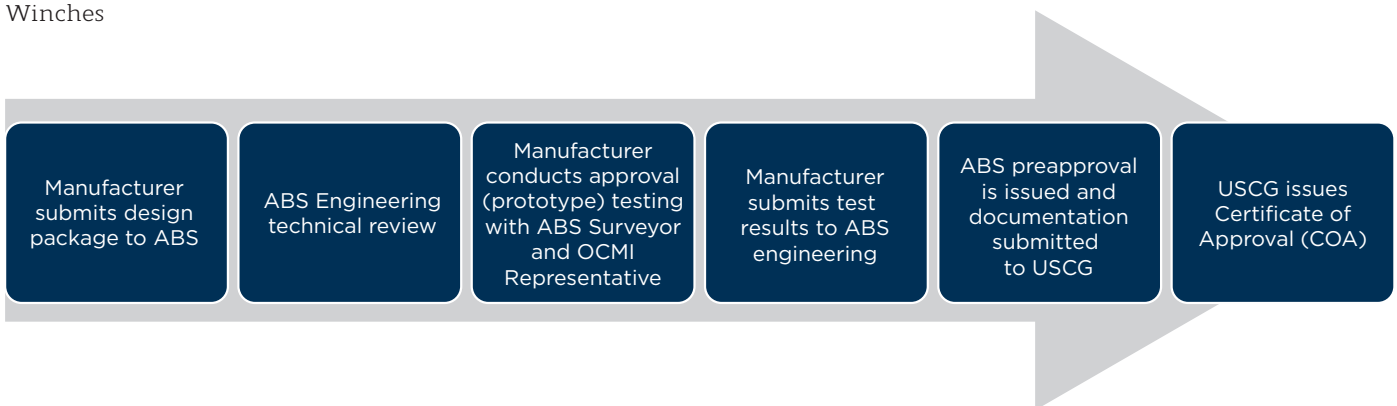 Winches
Manufacturer
submits design
package to ABS
ABS Engineering
technical review
Manufacturer
conducts approval
(prototype) testing
with ABS Surveyor
and OCMI
Representative
Manufacturer
submits test
results to ABS
engineering
ABS preapproval
is issued and
documentation
submitted
to USCG
USCG issues
Certificate of
Approval (COA)